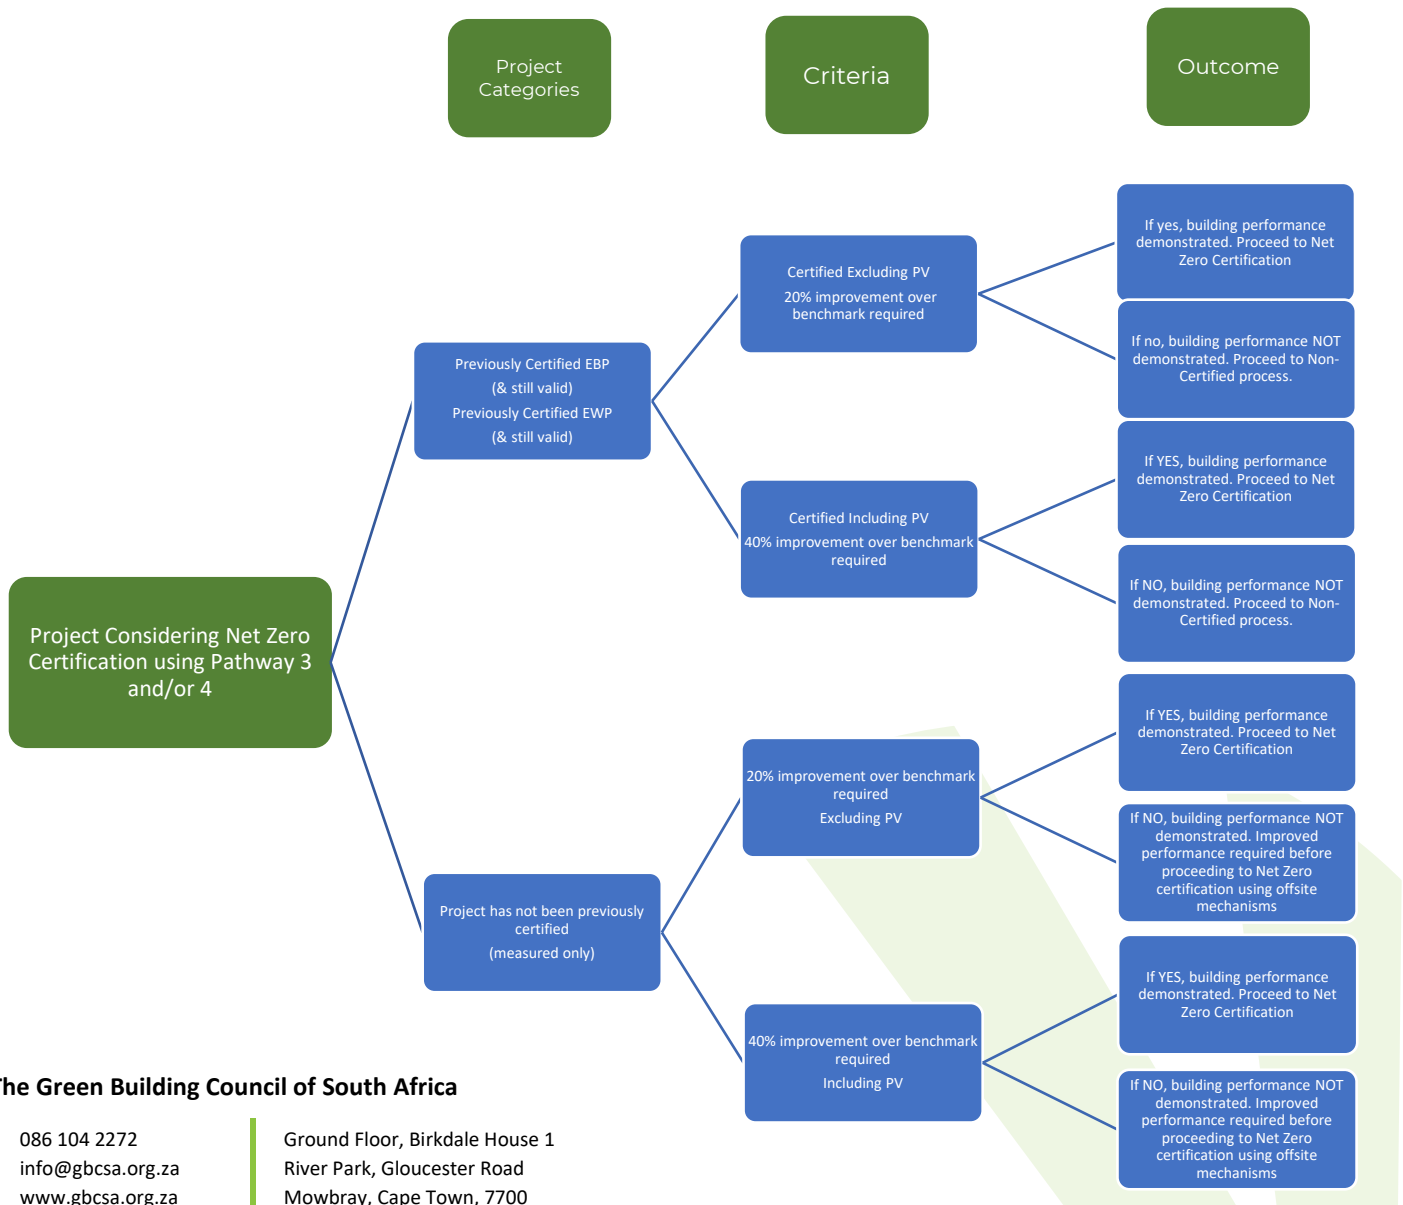 Project
Categories
Criteria
Outcome
If yes, building performance
demonstrated. Proceed to Net
Zero Certification
Certified Excluding PV
20% improvement over
benchmark required
If no, building performance NOT
demonstrated. Proceed to Non-
Certified process.
Previously Certified EBP
(& still valid)
Previously Certified EWP
(& still valid)
If YES, building performance
demonstrated. Proceed to Net
Zero Certification
Certified Including PV
40% improvement over benchmark
required
If NO, building performance NOT
demonstrated. Proceed to Non-
Certified process.
Project Considering Net Zero
Certification using Pathway 3
and/or 4
If YES, building performance
demonstrated. Proceed to Net
Zero Certification
20% improvement over benchmark
required
Excluding PV
If NO, building performance NOT
demonstrated. Improved
performance required before
proceeding to Net Zero
certification using offsite
mechanisms
Project has not been previously
certified
(measured only)
If YES, building performance
demonstrated. Proceed to Net
Zero Certification
40% improvement over benchmark
required
Including PV
If NO, building performance NOT
demonstrated. Improved
performance required before
proceeding to Net Zero
certification using offsite
mechanisms
The Green Building Council of South Africa
086 104 2272
info@gbcsa.org.za
www.gbcsa.org.za
Ground Floor, Birkdale House 1
River Park, Gloucester Road
Mowbray, Cape Town, 7700